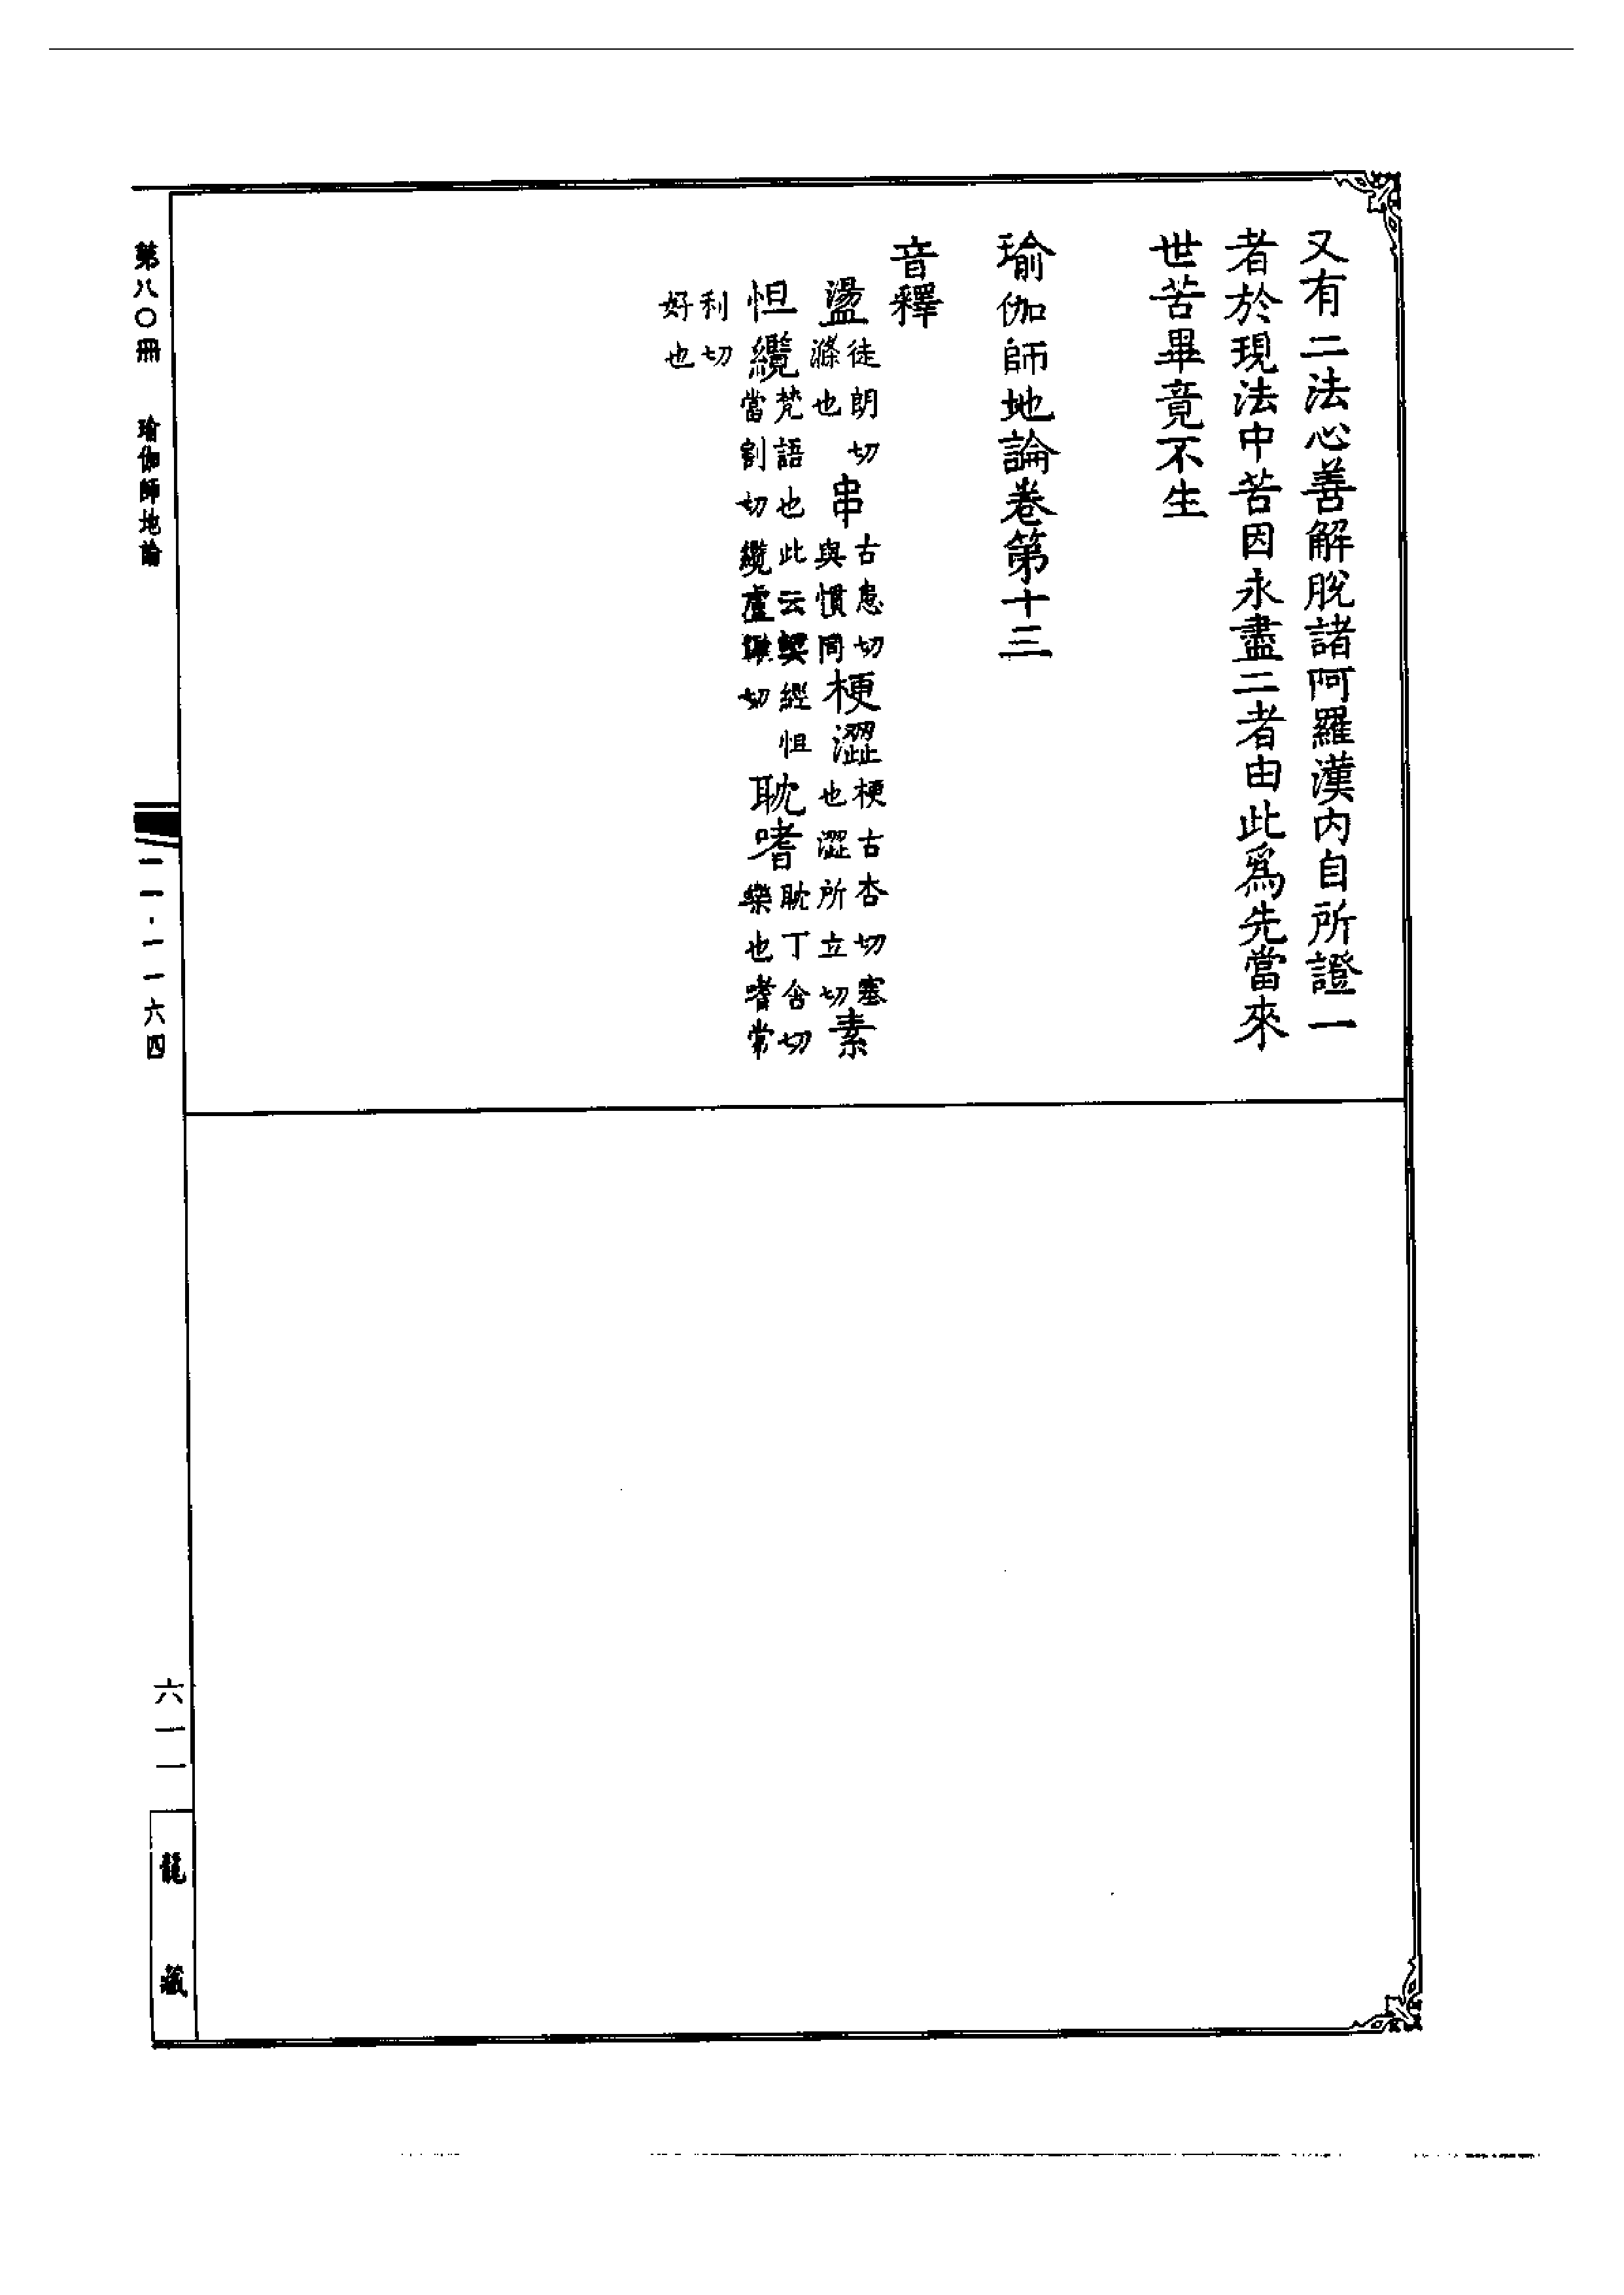 又有二法心善解脫諸阿羅漢內自所證一
者於現法中苦因永盡二者由此爲先當來
世苦畢竟不生
瑜伽師地論卷第十三
音釋
盪徒朗切滌也串古患切與慣同梗澀梗古杏切塞也澀所立切素
怛纜梵語也此云契經怛當割切纜盧切耽嗜耽丁含切樂也嗜常
利切好也
第八〇冊 瑜伽師地論
一一·一一六四
六一一
龍藏